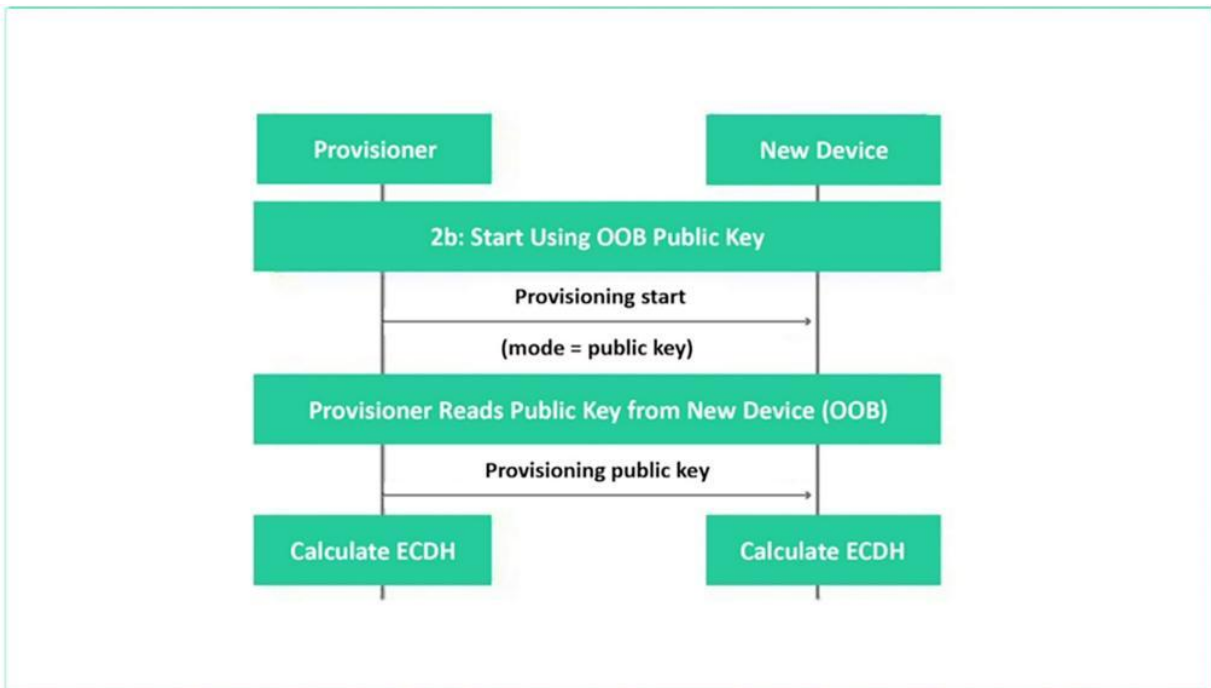 Provisioner
New Device
2b: Start Using OOB Public Key
Provisioning start
(mode = public key)
Provisioner Reads Public Key from New Device (OOB)
Provisioning public key
Calculate ECDH
Calculate ECDH